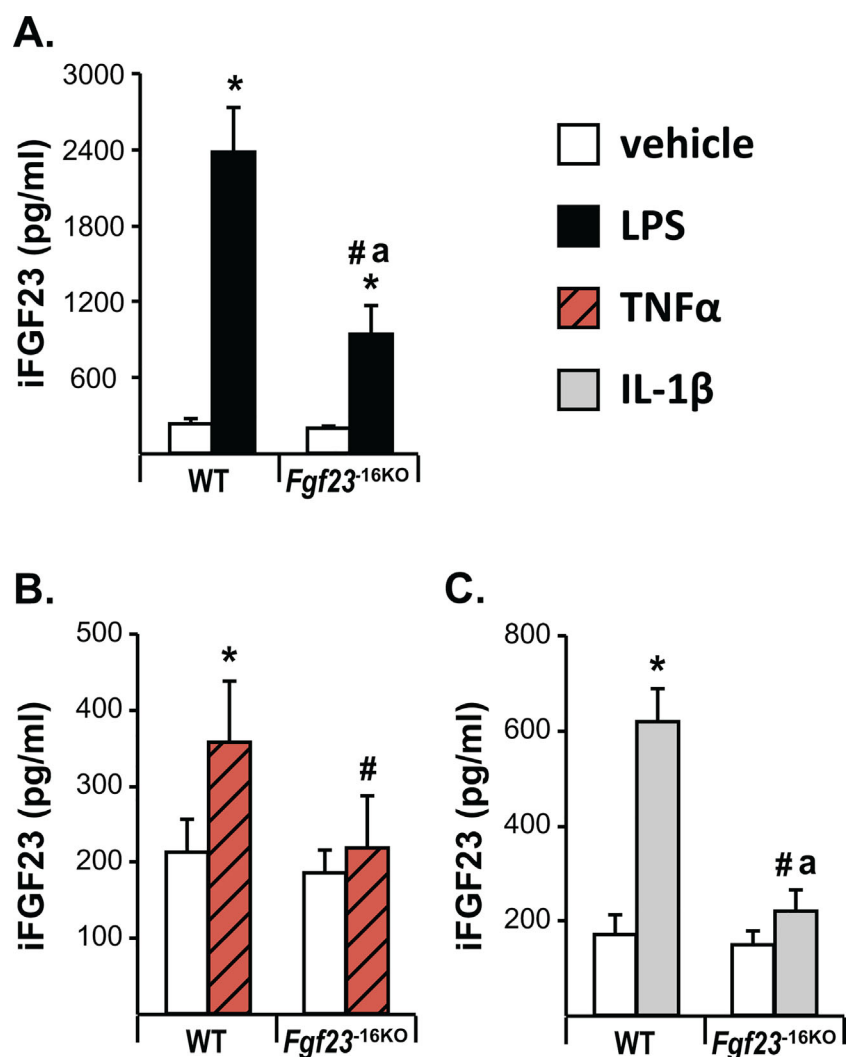 A.
iFGF23 (pg/ml)
3000
2400
1800
1200
600
*
# a
*
WT
Fgf23-16KO
vehicle
LPS
TNFα
IL-1β
B.
iFGF23 (pg/ml)
500
400
300
200
100
*
#
WT
Fgf23-16KO
C.
iFGF23 (pg/ml)
800
600
400
200
*
# a
WT
Fgf23-16KO